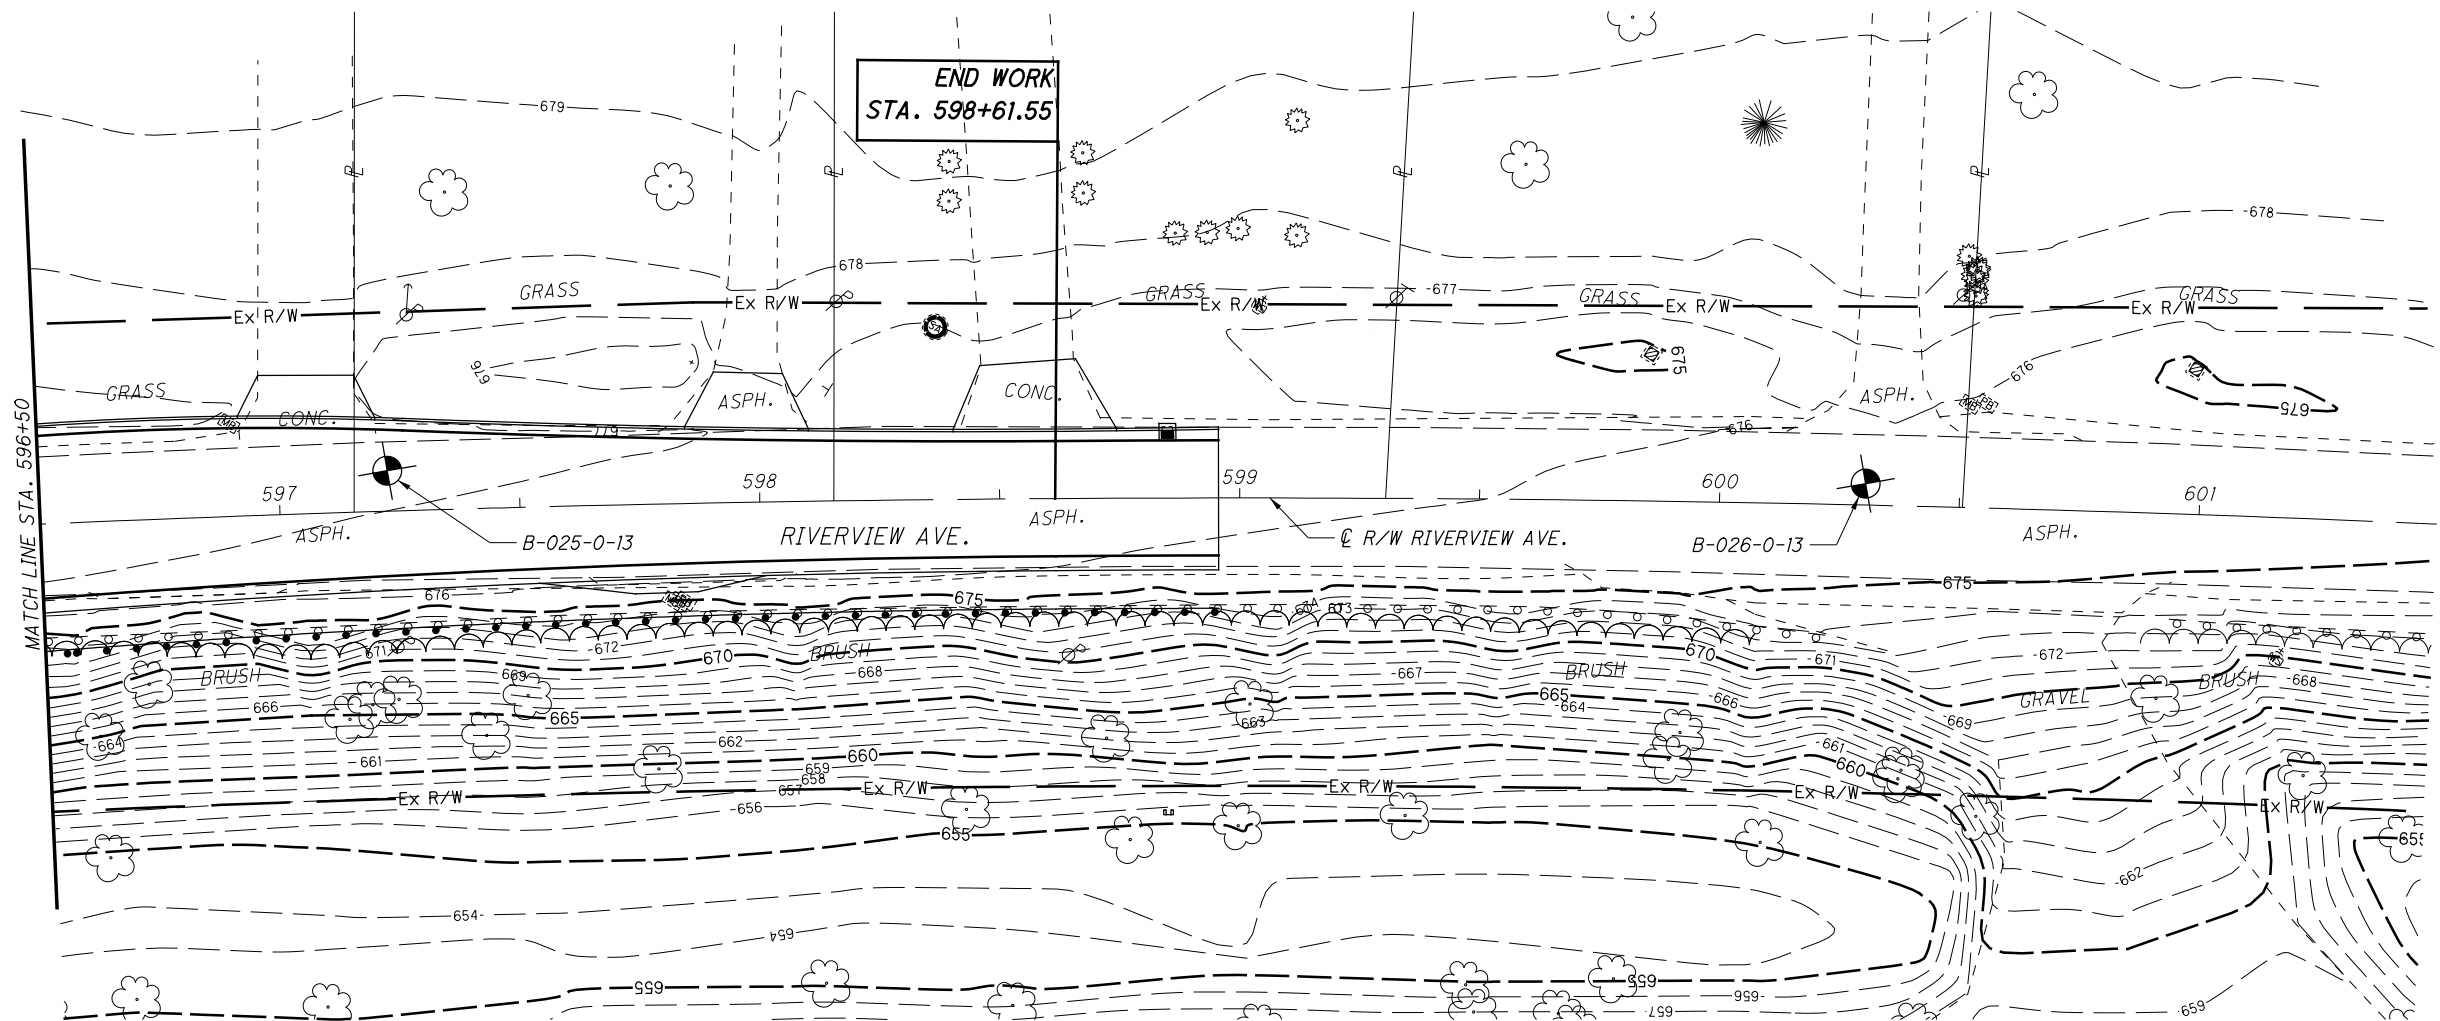 END WORK
STA. 598+61.55
679
678
678
GRASS
Ex R/W
Ex R/W
GRASS
Ex R/W
677
GRASS
Ex R/W
GRASS
Ex R/W
GRASS
676
675
676
675
CONC.
ASPH.
CONC.
ASPH.
676
MATCH LINE STA. 596+50
597
598
599
600
601
ASPH.
B-025-0-13
RIVERVIEW AVE.
ASPH.
℄ R/W RIVERVIEW AVE.
B-026-0-13
ASPH.
676
675
673
675
671
672
670
BRUSH
670
671
672
BRUSH
669
668
667
BRUSH
BRUSH
668
666
665
665
664
666
GRAVEL
669
663
664
662
661
661
660
660
659
658
657
Ex R/W
656
Ex R/W
Ex R/W
Ex R/W
Ex R/W
655
655
662
654
654
655
655
656
657
659